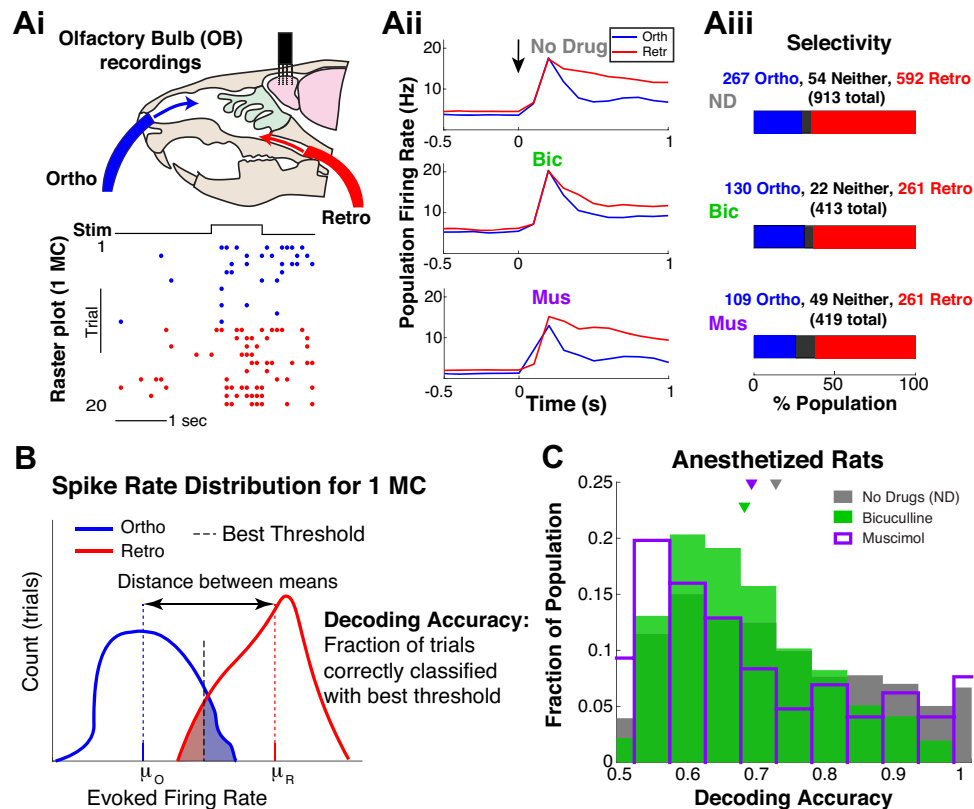 Ai
Olfactory Bulb (OB)
recordings
Ortho
Retro
Stim
1
Trial
20
Raster plot (1 MC)
1 sec
Aii
Population Firing Rate (Hz)
No Drug
Orth
Retr
20
10
-0.5
0
1
Bic
20
10
-0.5
0
1
Mus
20
10
-0.5
0
1
Time (s)
Aiii
Selectivity
267 Ortho, 54 Neither, 592 Retro
ND
(913 total)
130 Ortho, 22 Neither, 261 Retro
Bic
(413 total)
109 Ortho, 49 Neither, 261 Retro
Mus
(419 total)
0
50
100
% Population
B
Spike Rate Distribution for 1 MC
Ortho
Retro
Best Threshold
Distance between means
Decoding Accuracy:
Fraction of trials
correctly classified
with best threshold
Count (trials)
μO
μR
Evoked Firing Rate
C
Anesthetized Rats
No Drugs (ND)
Bicuculline
Muscimol
Fraction of Population
0.25
0.2
0.15
0.1
0.05
0
0.5
0.6
0.7
0.8
0.9
1
Decoding Accuracy